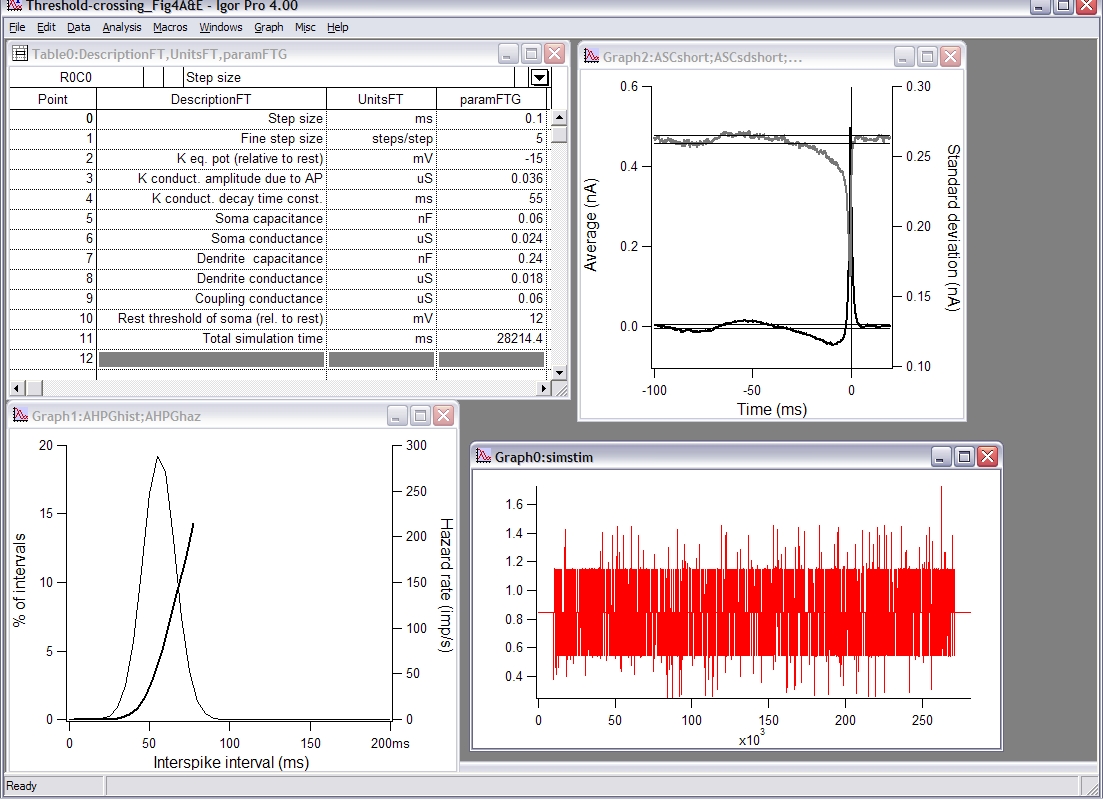 Threshold-crossing_Fig4A&E - Igor Pro 4.00
File Edit Data Analysis Macros Windows Graph Misc Help
Table0:DescriptionFT,UnitsFT,paramFTG
R0C0 Step size
Point DescriptionFT UnitsFT paramFTG
0 Step size ms 0.1
1 Fine step size steps/step 5
2 K eq. pot (relative to rest) mV -15
3 K conduct. amplitude due to AP uS 0.036
4 K conduct. decay time const. ms 55
5 Soma capacitance nF 0.06
6 Soma conductance uS 0.024
7 Dendrite capacitance nF 0.24
8 Dendrite conductance uS 0.018
9 Coupling conductance uS 0.06
10 Rest threshold of soma (rel. to rest) mV 12
11 Total simulation time ms 28214.4
12
Graph2:ASCshort;ASCsdshort;...
0.6
0.4
0.2
0.0
Average (nA)
0.30
0.25
0.20
0.15
0.10
Standard deviation (nA)
-100 -50 0
Time (ms)
Graph1:AHPGhist;AHPGhaz
20
15
10
5
0
% of intervals
300
250
200
150
100
50
0
Hazard rate (imp/s)
0 50 100 150 200ms
Interspike interval (ms)
Graph0:simstim
1.6
1.4
1.2
1.0
0.8
0.6
0.4
0 50 100 150 200 250
x10³
Ready